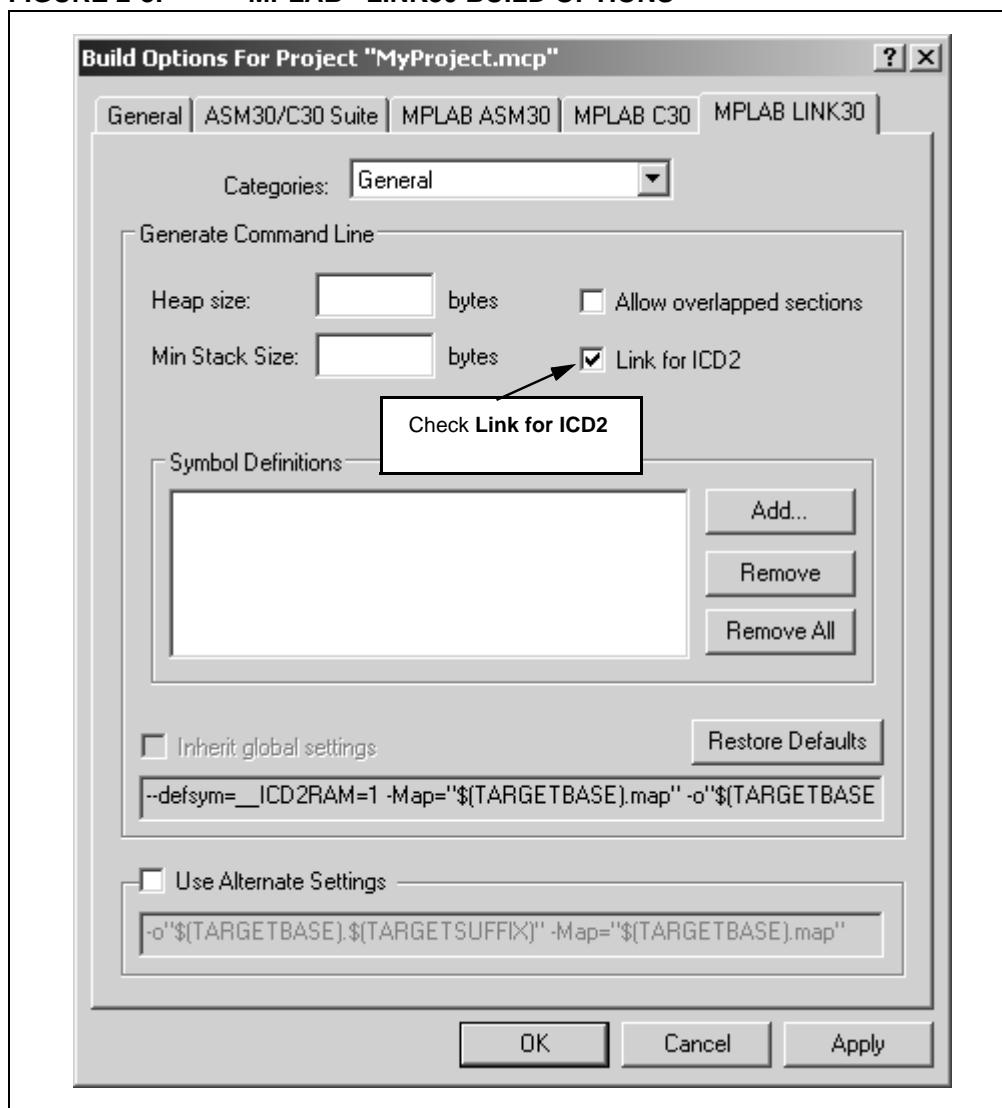 Build Options For Project "MyProject.mcp"
General ASM30/C30 Suite MPLAB ASM30 MPLAB C30 MPLAB LINK30
Categories: General
Generate Command Line
Heap size: bytes Allow overlapped sections
Min Stack Size: bytes Link for ICD2
Check Link for ICD2
Symbol Definitions
Add...
Remove
Remove All
Inherit global settings Restore Defaults
--defsym=__ICD2RAM=1 -Map="$(TARGETBASE).map" -o"$(TARGETBASE
Use Alternate Settings
-o"$(TARGETBASE).$(TARGETSUFFIX)" -Map="$(TARGETBASE).map"
OK Cancel Apply